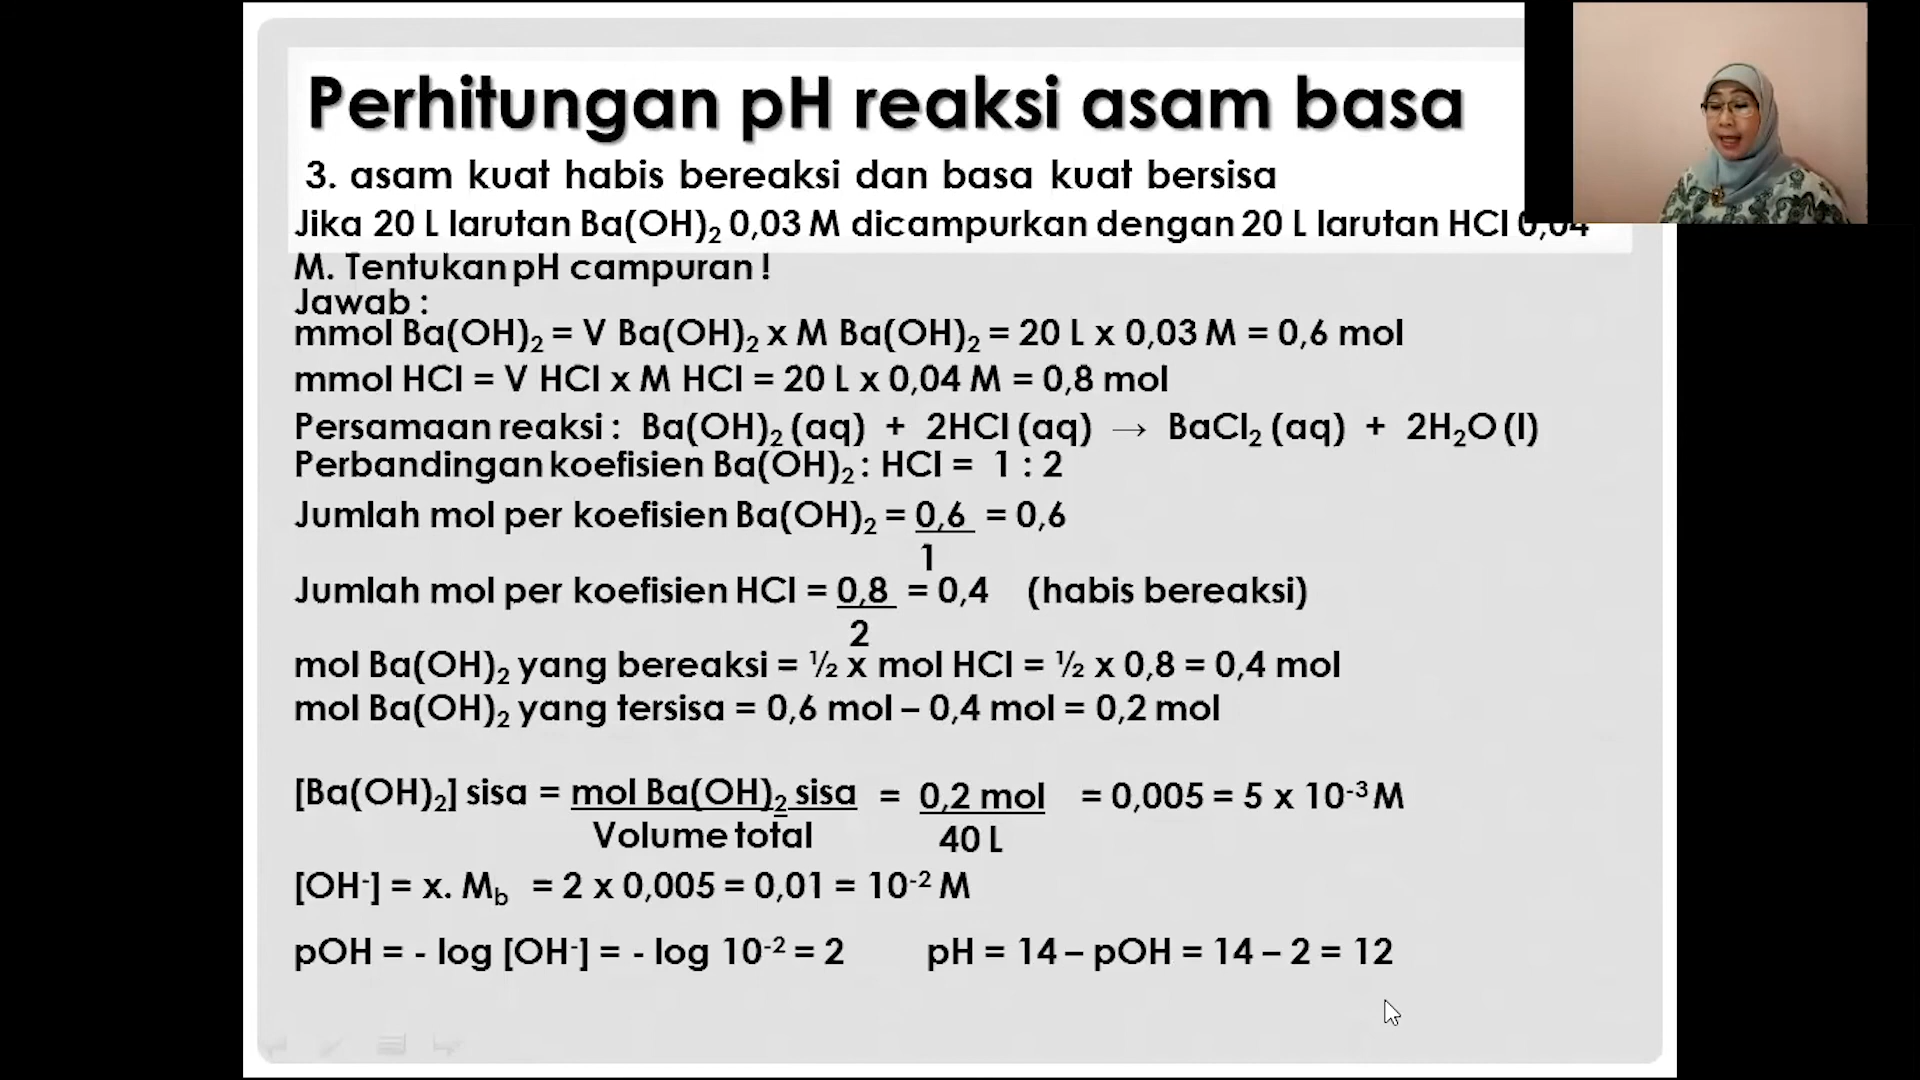 Perhitungan pH reaksi asam basa
3. asam kuat habis bereaksi dan basa kuat bersisa
Jika 20 L larutan Ba(OH)₂ 0,03 M dicampurkan dengan 20 L larutan HCl 0,04
M. Tentukan pH campuran !
Jawab :
mmol Ba(OH)₂ = V Ba(OH)₂ x M Ba(OH)₂ = 20 L x 0,03 M = 0,6 mol
mmol HCl = V HCl x M HCl = 20 L x 0,04 M = 0,8 mol
Persamaan reaksi : Ba(OH)₂ (aq) + 2HCl (aq) → BaCl₂ (aq) + 2H₂O (l)
Perbandingan koefisien Ba(OH)₂ : HCl = 1 : 2
Jumlah mol per koefisien Ba(OH)₂ = 0,6 = 0,6
1
Jumlah mol per koefisien HCl = 0,8 = 0,4 (habis bereaksi)
2
mol Ba(OH)₂ yang bereaksi = ½ x mol HCl = ½ x 0,8 = 0,4 mol
mol Ba(OH)₂ yang tersisa = 0,6 mol – 0,4 mol = 0,2 mol
[Ba(OH)₂] sisa = mol Ba(OH)₂ sisa = 0,2 mol = 0,005 = 5 x 10⁻³ M
Volume total 40 L
[OH⁻] = x. M_b = 2 x 0,005 = 0,01 = 10⁻² M
pOH = - log [OH⁻] = - log 10⁻² = 2 pH = 14 – pOH = 14 – 2 = 12